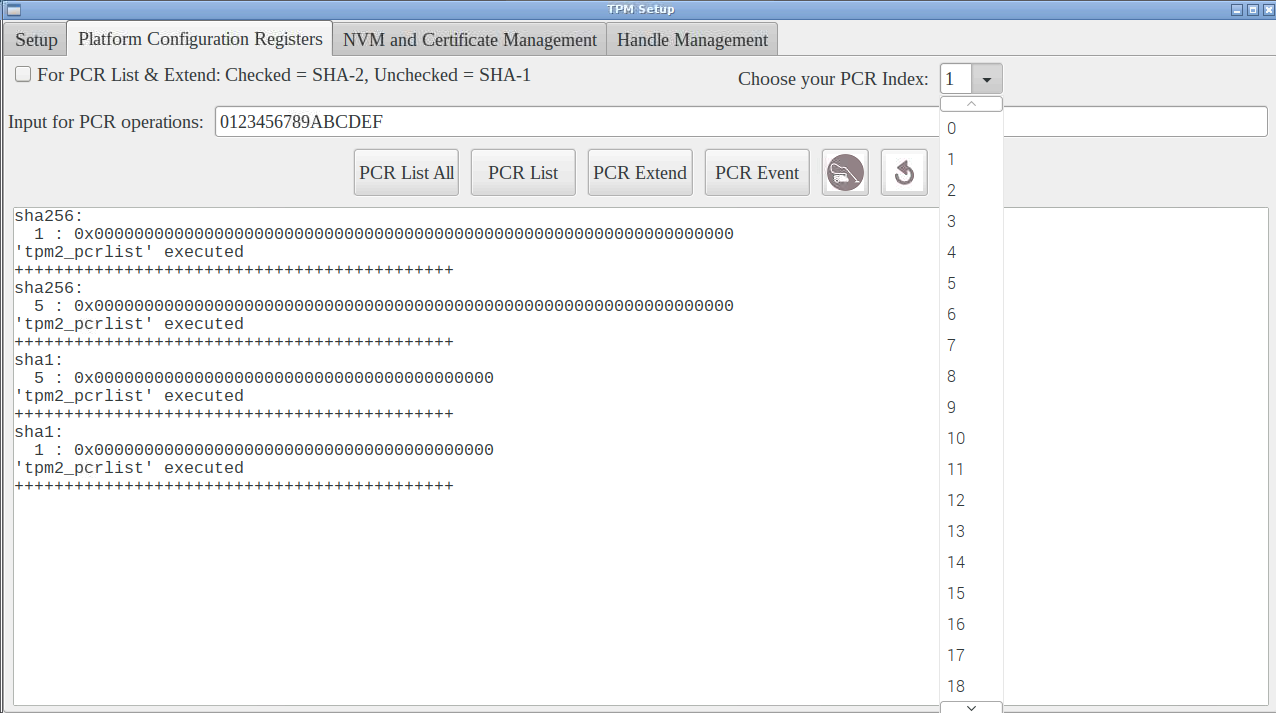 TPM Setup
Setup Platform Configuration Registers NVM and Certificate Management Handle Management
For PCR List & Extend: Checked = SHA-2, Unchecked = SHA-1 Choose your PCR Index: 1
Input for PCR operations: 0123456789ABCDEF
PCR List All PCR List PCR Extend PCR Event
sha256:
1 : 0x0000000000000000000000000000000000000000000000000000000000000000
'tpm2_pcrlist' executed
++++++++++++++++++++++++++++++++++++++++++++
sha256:
5 : 0x0000000000000000000000000000000000000000000000000000000000000000
'tpm2_pcrlist' executed
++++++++++++++++++++++++++++++++++++++++++++
sha1:
5 : 0x0000000000000000000000000000000000000000
'tpm2_pcrlist' executed
++++++++++++++++++++++++++++++++++++++++++++
sha1:
1 : 0x0000000000000000000000000000000000000000
'tpm2_pcrlist' executed
++++++++++++++++++++++++++++++++++++++++++++
0
1
2
3
4
5
6
7
8
9
10
11
12
13
14
15
16
17
18